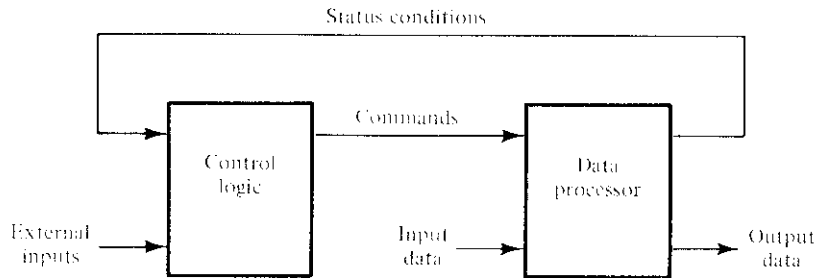 Status conditions
Commands
Control
logic
Data
processor
External
inputs
Input
data
Output
data